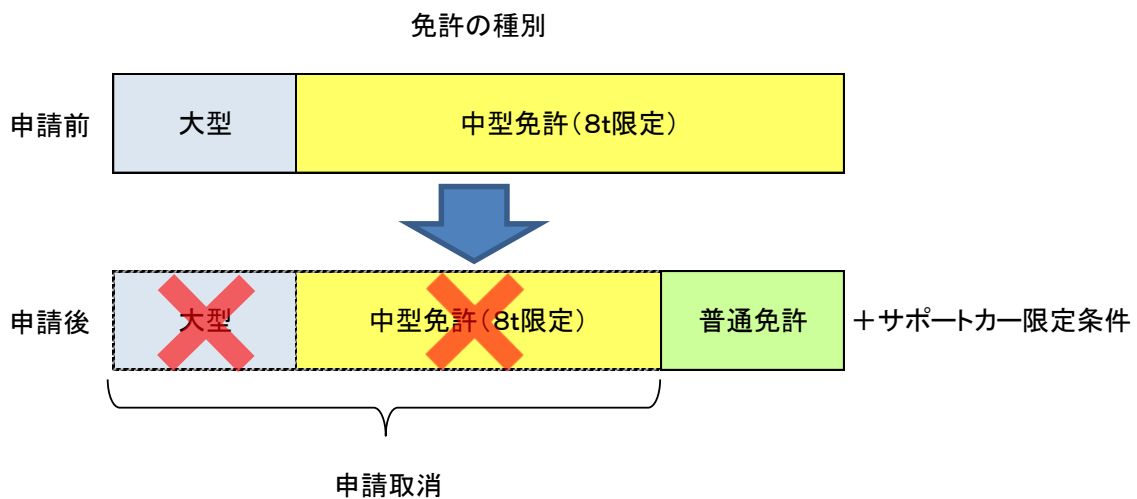 免許の種別
申請前
大型
中型免許（8t限定）
申請後
大型
中型免許（8t限定）
普通免許
＋サポートカー限定条件
申請取消